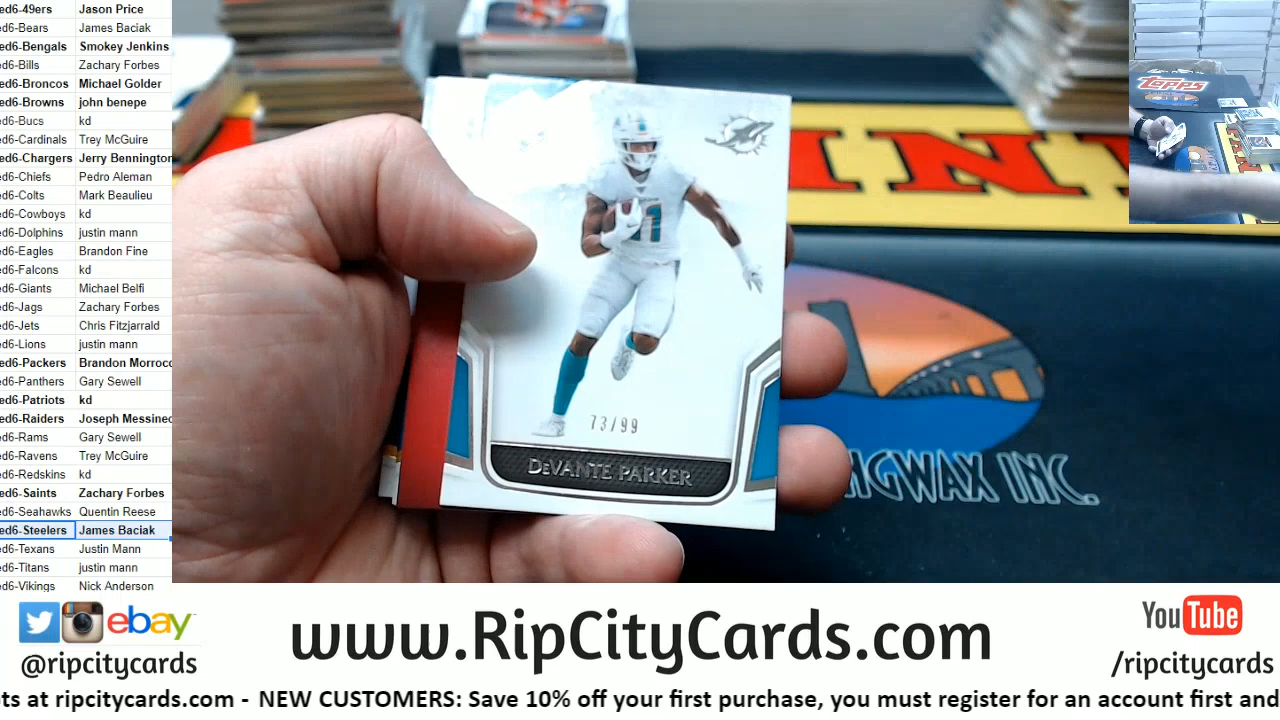 ed6-49ers Jason Price
ed6-Bears James Baciak
ed6-Bengals Smokey Jenkins
ed6-Bills Zachary Forbes
ed6-Broncos Michael Golder
ed6-Browns john benepe
ed6-Bucs kd
ed6-Cardinals Trey McGuire
ed6-Chargers Jerry Bennington
ed6-Chiefs Pedro Aleman
ed6-Colts Mark Beaulieu
ed6-Cowboys kd
ed6-Dolphins justin mann
ed6-Eagles Brandon Fine
ed6-Falcons kd
ed6-Giants Michael Belfi
ed6-Jags Zachary Forbes
ed6-Jets Chris Fitzjarrald
ed6-Lions justin mann
ed6-Packers Brandon Morrocc
ed6-Panthers Gary Sewell
ed6-Patriots kd
ed6-Raiders Joseph Messinec
ed6-Rams Gary Sewell
ed6-Ravens Trey McGuire
ed6-Redskins kd
ed6-Saints Zachary Forbes
ed6-Seahawks Quentin Reese
ed6-Steelers James Baciak
ed6-Texans Justin Mann
ed6-Titans justin mann
ed6-Vikings Nick Anderson
Topps
INI
11
73/99
DEVANTE PARKER
GWAX INC.
ebay
@ripcitycards
www.RipCityCards.com
YouTube
/ripcitycards
ots at ripcitycards.com - NEW CUSTOMERS: Save 10% off your first purchase, you must register for an account first and